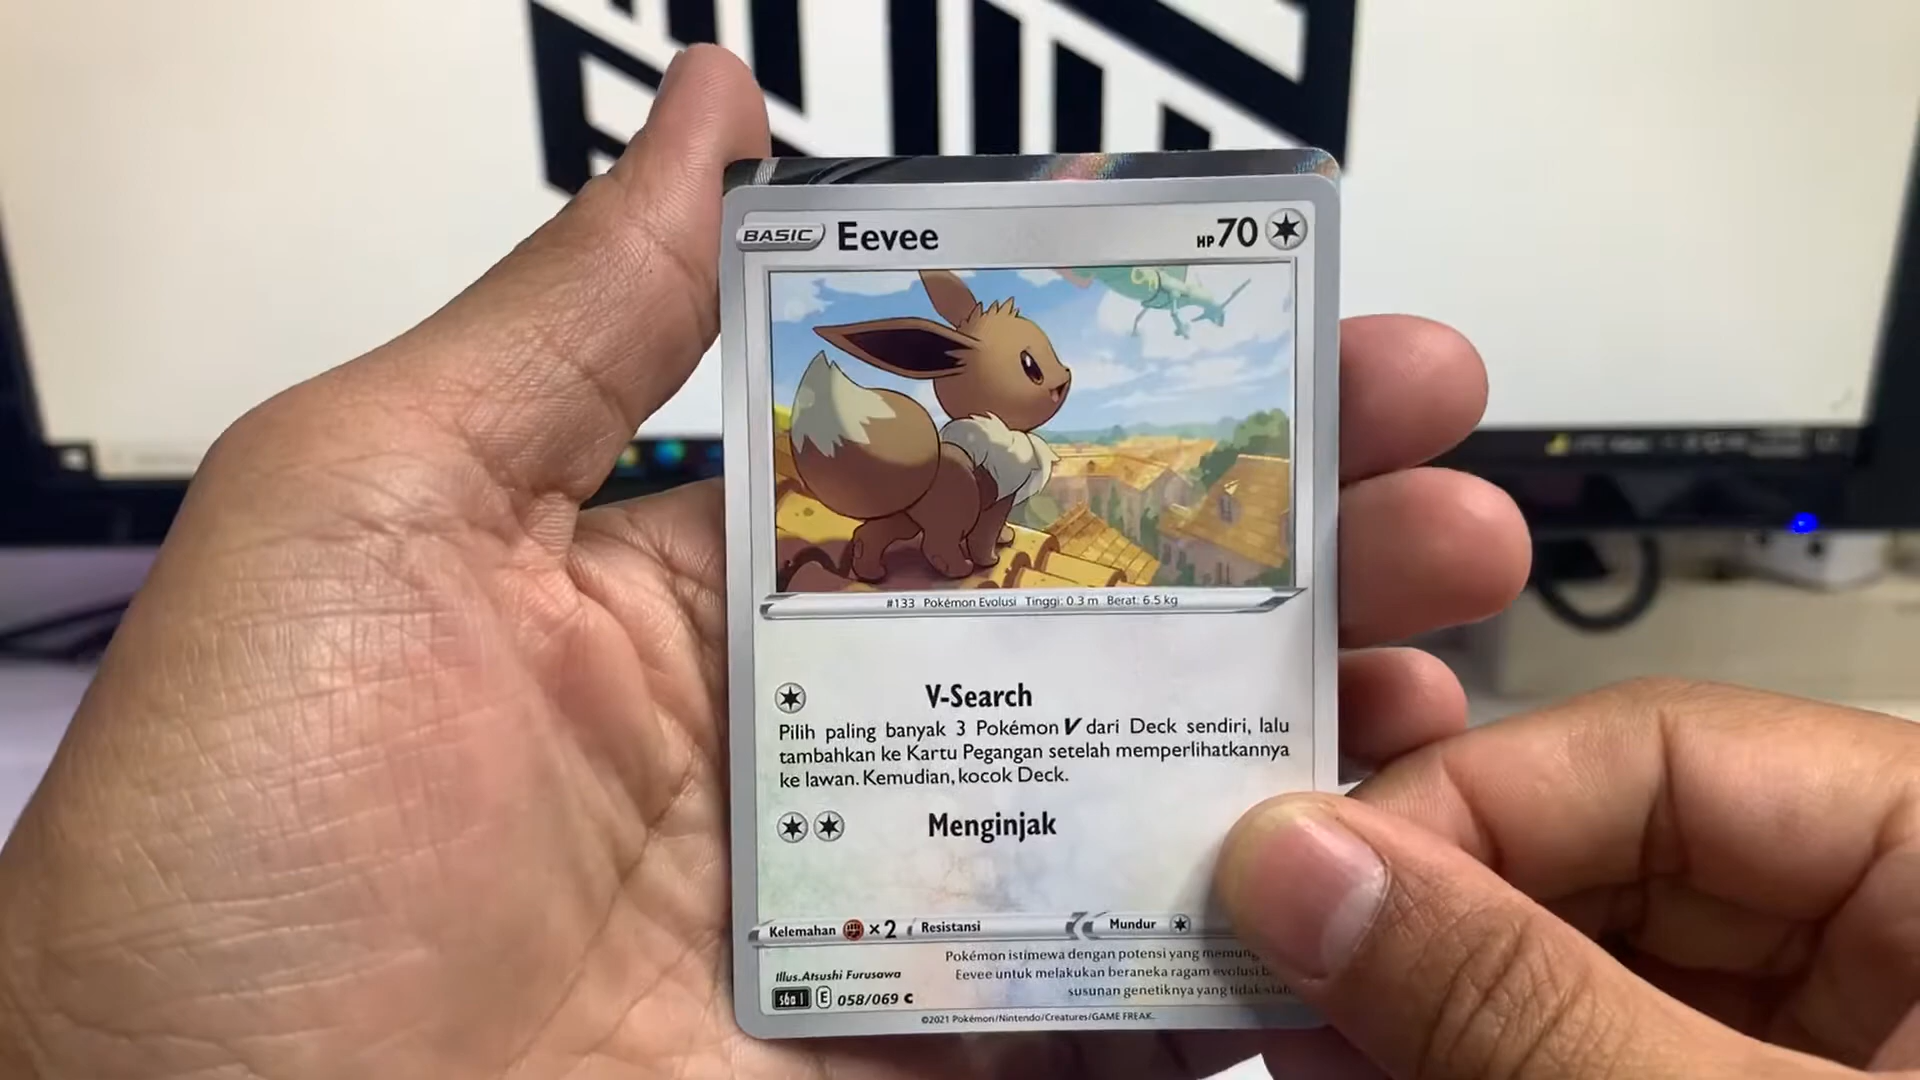 BASIC Eevee HP 70
#133 Pokémon Evolusi Tinggi: 0.3 m Berat: 6.5 kg
V-Search
Pilih paling banyak 3 Pokémon V dari Deck sendiri, lalu
tambahkan ke Kartu Pegangan setelah memperlihatkannya
ke lawan. Kemudian, kocok Deck.
Menginjak
Kelemahan ×2 Resistansi Mundur
Pokémon istimewa dengan potensi yang
Eevee untuk melakukan beraneka ragam evolusi
susunan genetiknya yang
Illus. Atsushi Furusawa
s6a I E 058/069 C
©2021 Pokémon/Nintendo/Creatures/GAME FREAK.